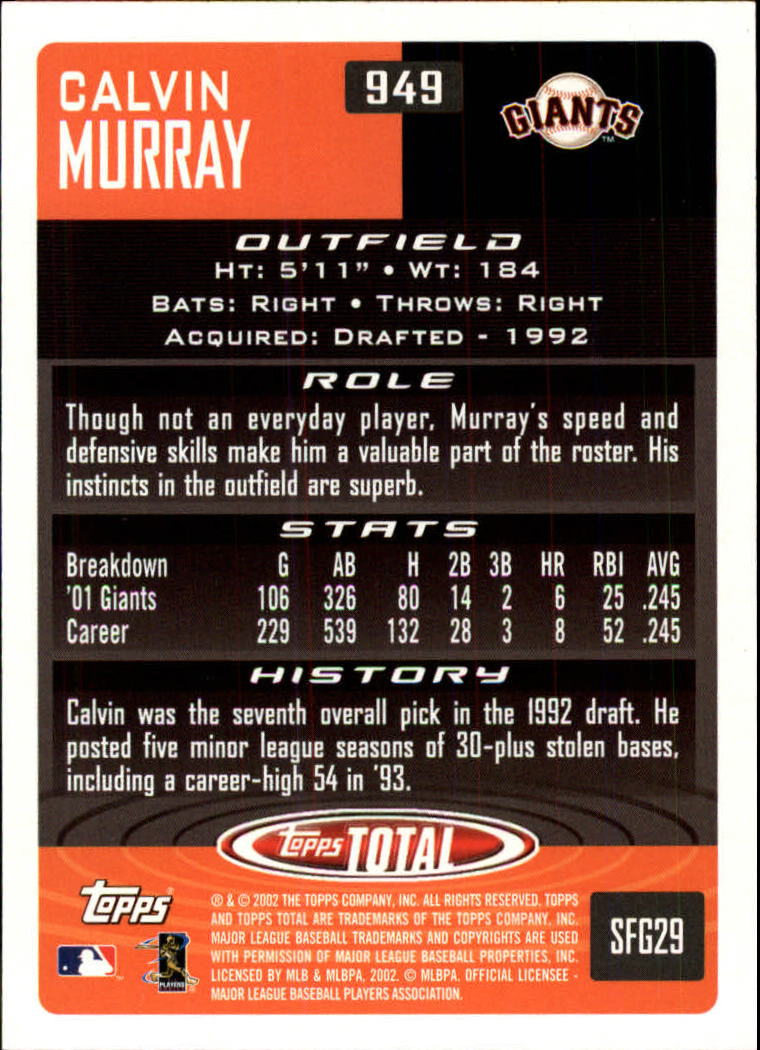 CALVIN
MURRAY
949
GIANTS
TM
OUTFIELD
HT: 5'11" • WT: 184
BATS: RIGHT • THROWS: RIGHT
ACQUIRED: DRAFTED - 1992
ROLE
Though not an everyday player, Murray's speed and
defensive skills make him a valuable part of the roster. His
instincts in the outfield are superb.
STATS
Breakdown G AB H 2B 3B HR RBI AVG
'01 Giants 106 326 80 14 2 6 25 .245
Career 229 539 132 28 3 8 52 .245
HISTORY
Calvin was the seventh overall pick in the 1992 draft. He
posted five minor league seasons of 30-plus stolen bases,
including a career-high 54 in '93.
Topps TOTAL
Topps®
® & © 2002 THE TOPPS COMPANY, INC. ALL RIGHTS RESERVED. TOPPS
AND TOPPS TOTAL ARE TRADEMARKS OF THE TOPPS COMPANY, INC.
MAJOR LEAGUE BASEBALL TRADEMARKS AND COPYRIGHTS ARE USED
WITH PERMISSION OF MAJOR LEAGUE BASEBALL PROPERTIES, INC.
LICENSED BY MLB & MLBPA, 2002. © MLBPA. OFFICIAL LICENSEE -
MAJOR LEAGUE BASEBALL PLAYERS ASSOCIATION.
PLAYERS
SFG29